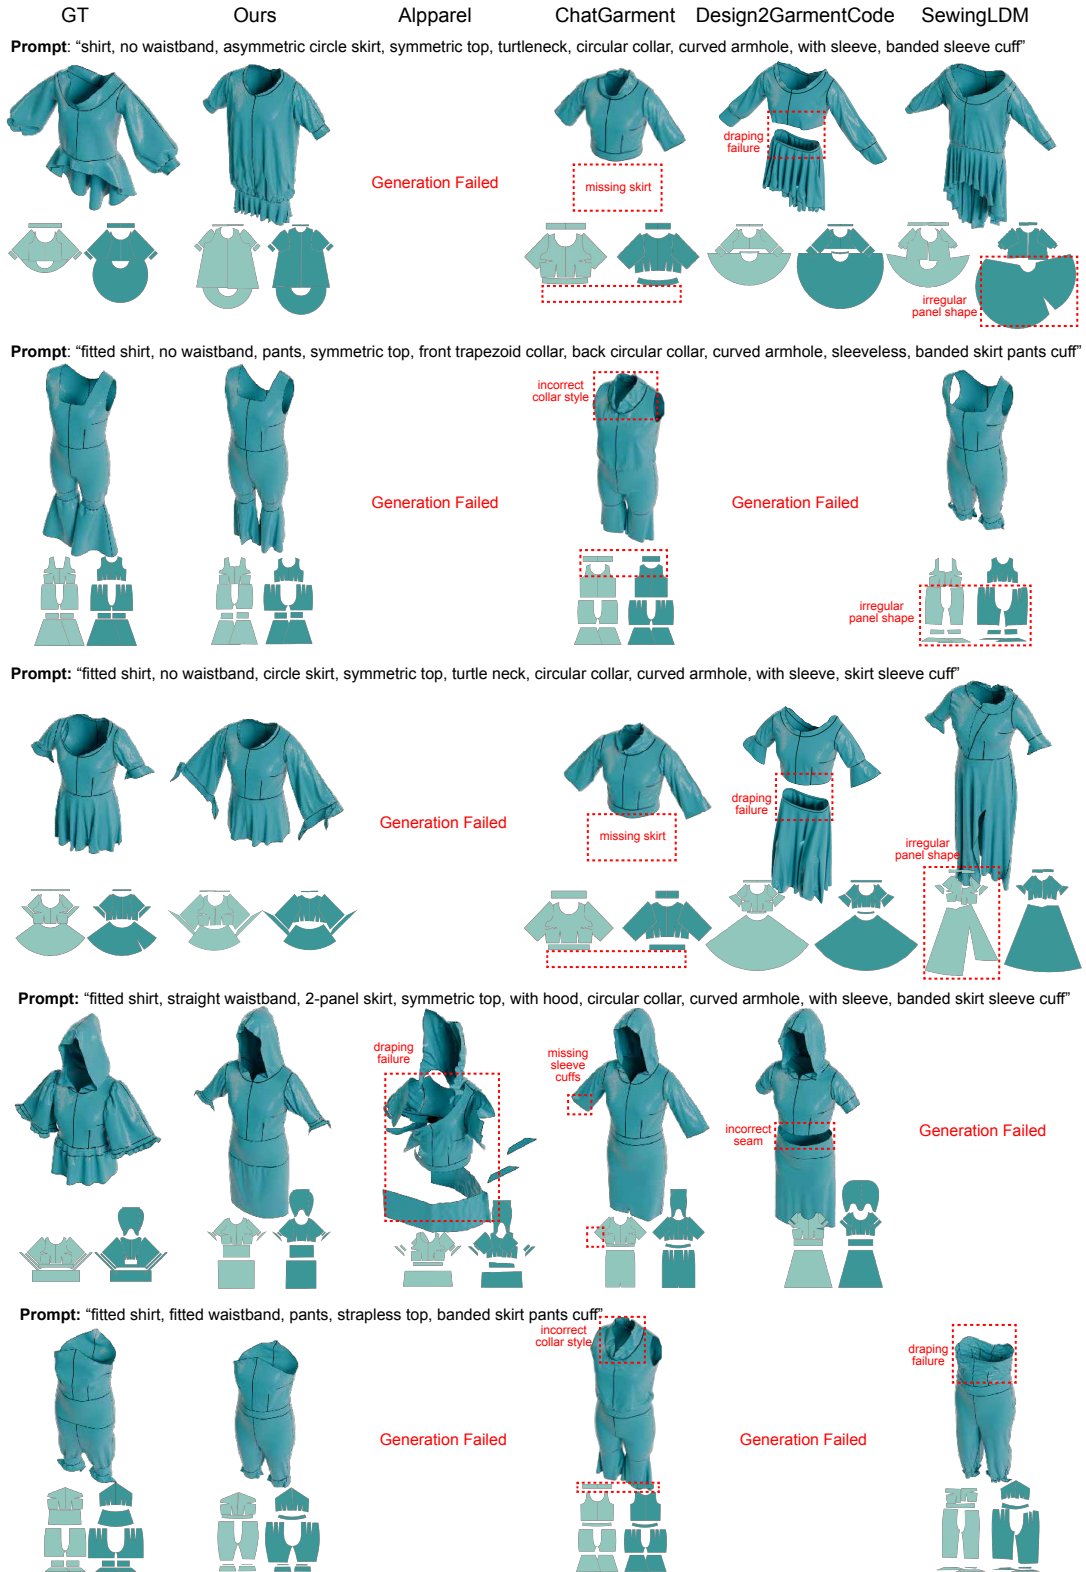 GT Ours AIpparel ChatGarment Design2GarmentCode SewingLDM
Prompt: “shirt, no waistband, asymmetric circle skirt, symmetric top, turtleneck, circular collar, curved armhole, with sleeve, banded sleeve cuff”
Generation Failed
missing skirt
draping
failure
irregular
panel shape
Prompt: “fitted shirt, no waistband, pants, symmetric top, front trapezoid collar, back circular collar, curved armhole, sleeveless, banded skirt pants cuff”
Generation Failed
incorrect
collar style
Generation Failed
irregular
panel shape
Prompt: “fitted shirt, no waistband, circle skirt, symmetric top, turtle neck, circular collar, curved armhole, with sleeve, skirt sleeve cuff”
Generation Failed
missing skirt
draping
failure
irregular
panel shape
Prompt: “fitted shirt, straight waistband, 2-panel skirt, symmetric top, with hood, circular collar, curved armhole, with sleeve, banded skirt sleeve cuff”
draping
failure
missing
sleeve
cuffs
incorrect
seam
Generation Failed
Prompt: “fitted shirt, fitted waistband, pants, strapless top, banded skirt pants cuff”
Generation Failed
incorrect
collar style
Generation Failed
draping
failure